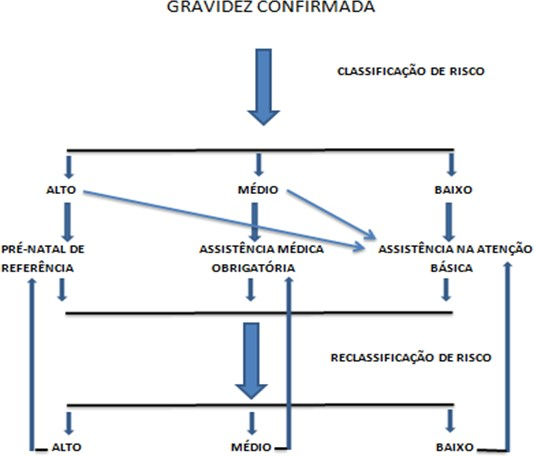 GRAVIDEZ CONFIRMADA
CLASSIFICAÇÃO DE RISCO
ALTO
MÉDIO
BAIXO
PRÉ-NATAL DE
REFERÊNCIA
ASSISTÊNCIA MÉDICA
OBRIGATÓRIA
ASSISTÊNCIA NA ATENÇÃO
BÁSICA
RECLASSIFICAÇÃO DE RISCO
ALTO
MÉDIO
BAIXO